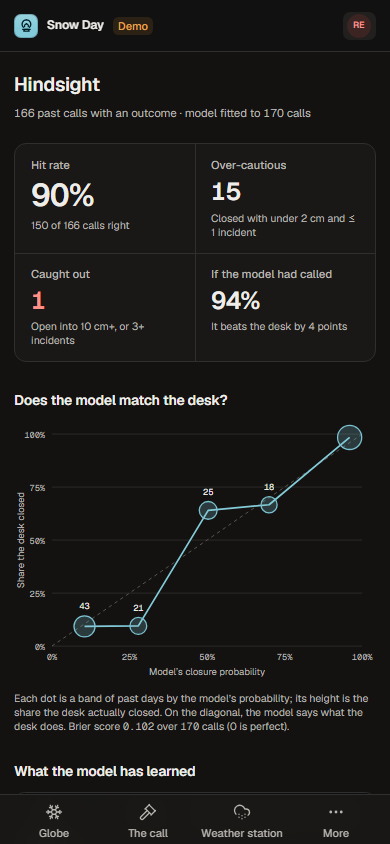 Snow Day Demo RE
Hindsight
166 past calls with an outcome · model fitted to 170 calls
Hit rate
90%
150 of 166 calls right
Over-cautious
15
Closed with under 2 cm and ≤
1 incident
Caught out
1
Open into 10 cm+, or 3+
incidents
If the model had called
94%
It beats the desk by 4 points
Does the model match the desk?
100%
75%
50%
25%
0%
Share the desk closed
43
21
25
18
0%
25%
50%
75%
100%
Model's closure probability
Each dot is a band of past days by the model's probability; its height is the
share the desk actually closed. On the diagonal, the model says what the
desk does. Brier score 0.102 over 170 calls (0 is perfect).
What the model has learned
Globe
The call
Weather station
More